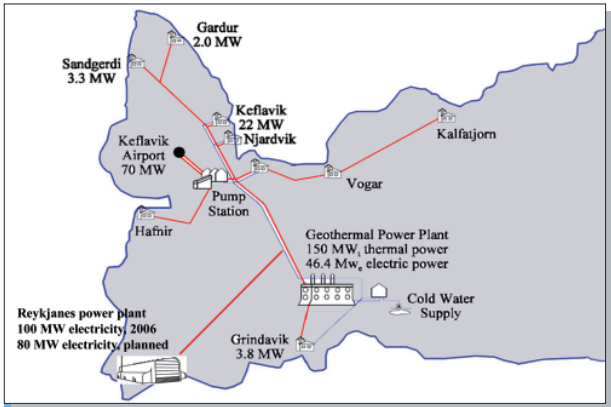 Gardur
2.0 MW
Sandgerdi
3.3 MW
Keflavik
22 MW
Njardvik
Kalfatjorn
Keflavik
Airport
70 MW
Vogar
Pump
Station
Hafnir
Geothermal Power Plant
150 MWt thermal power
46.4 Mwe electric power
Cold Water
Supply
Reykjanes power plant
100 MW electricity, 2006
80 MW electricity, planned
Grindavik
3.8 MW